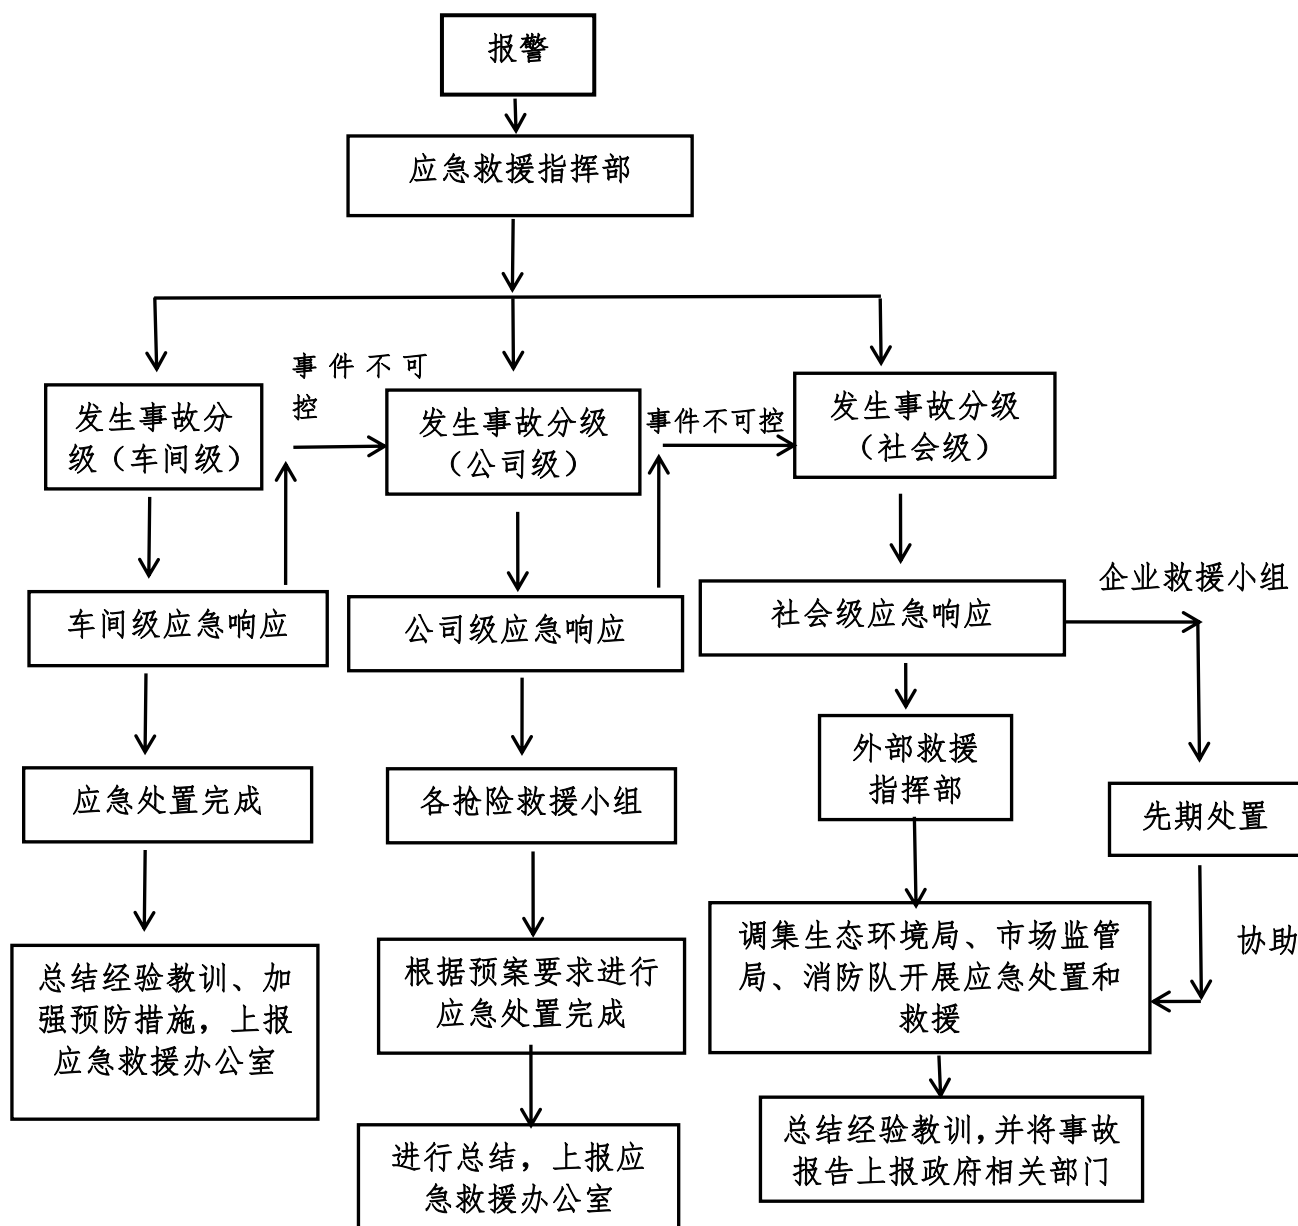 报警
应急救援指挥部
事件不可
控
发生事故分
级（车间级）
发生事故分级
（公司级）
事件不可控
发生事故分级
（社会级）
车间级应急响应
公司级应急响应
社会级应急响应
企业救援小组
外部救援
指挥部
应急处置完成
各抢险救援小组
先期处置
协助
总结经验教训、加
强预防措施，上报
应急救援办公室
根据预案要求进行
应急处置完成
调集生态环境局、市场监管
局、消防队开展应急处置和
救援
进行总结，上报应
急救援办公室
总结经验教训，并将事故
报告上报政府相关部门